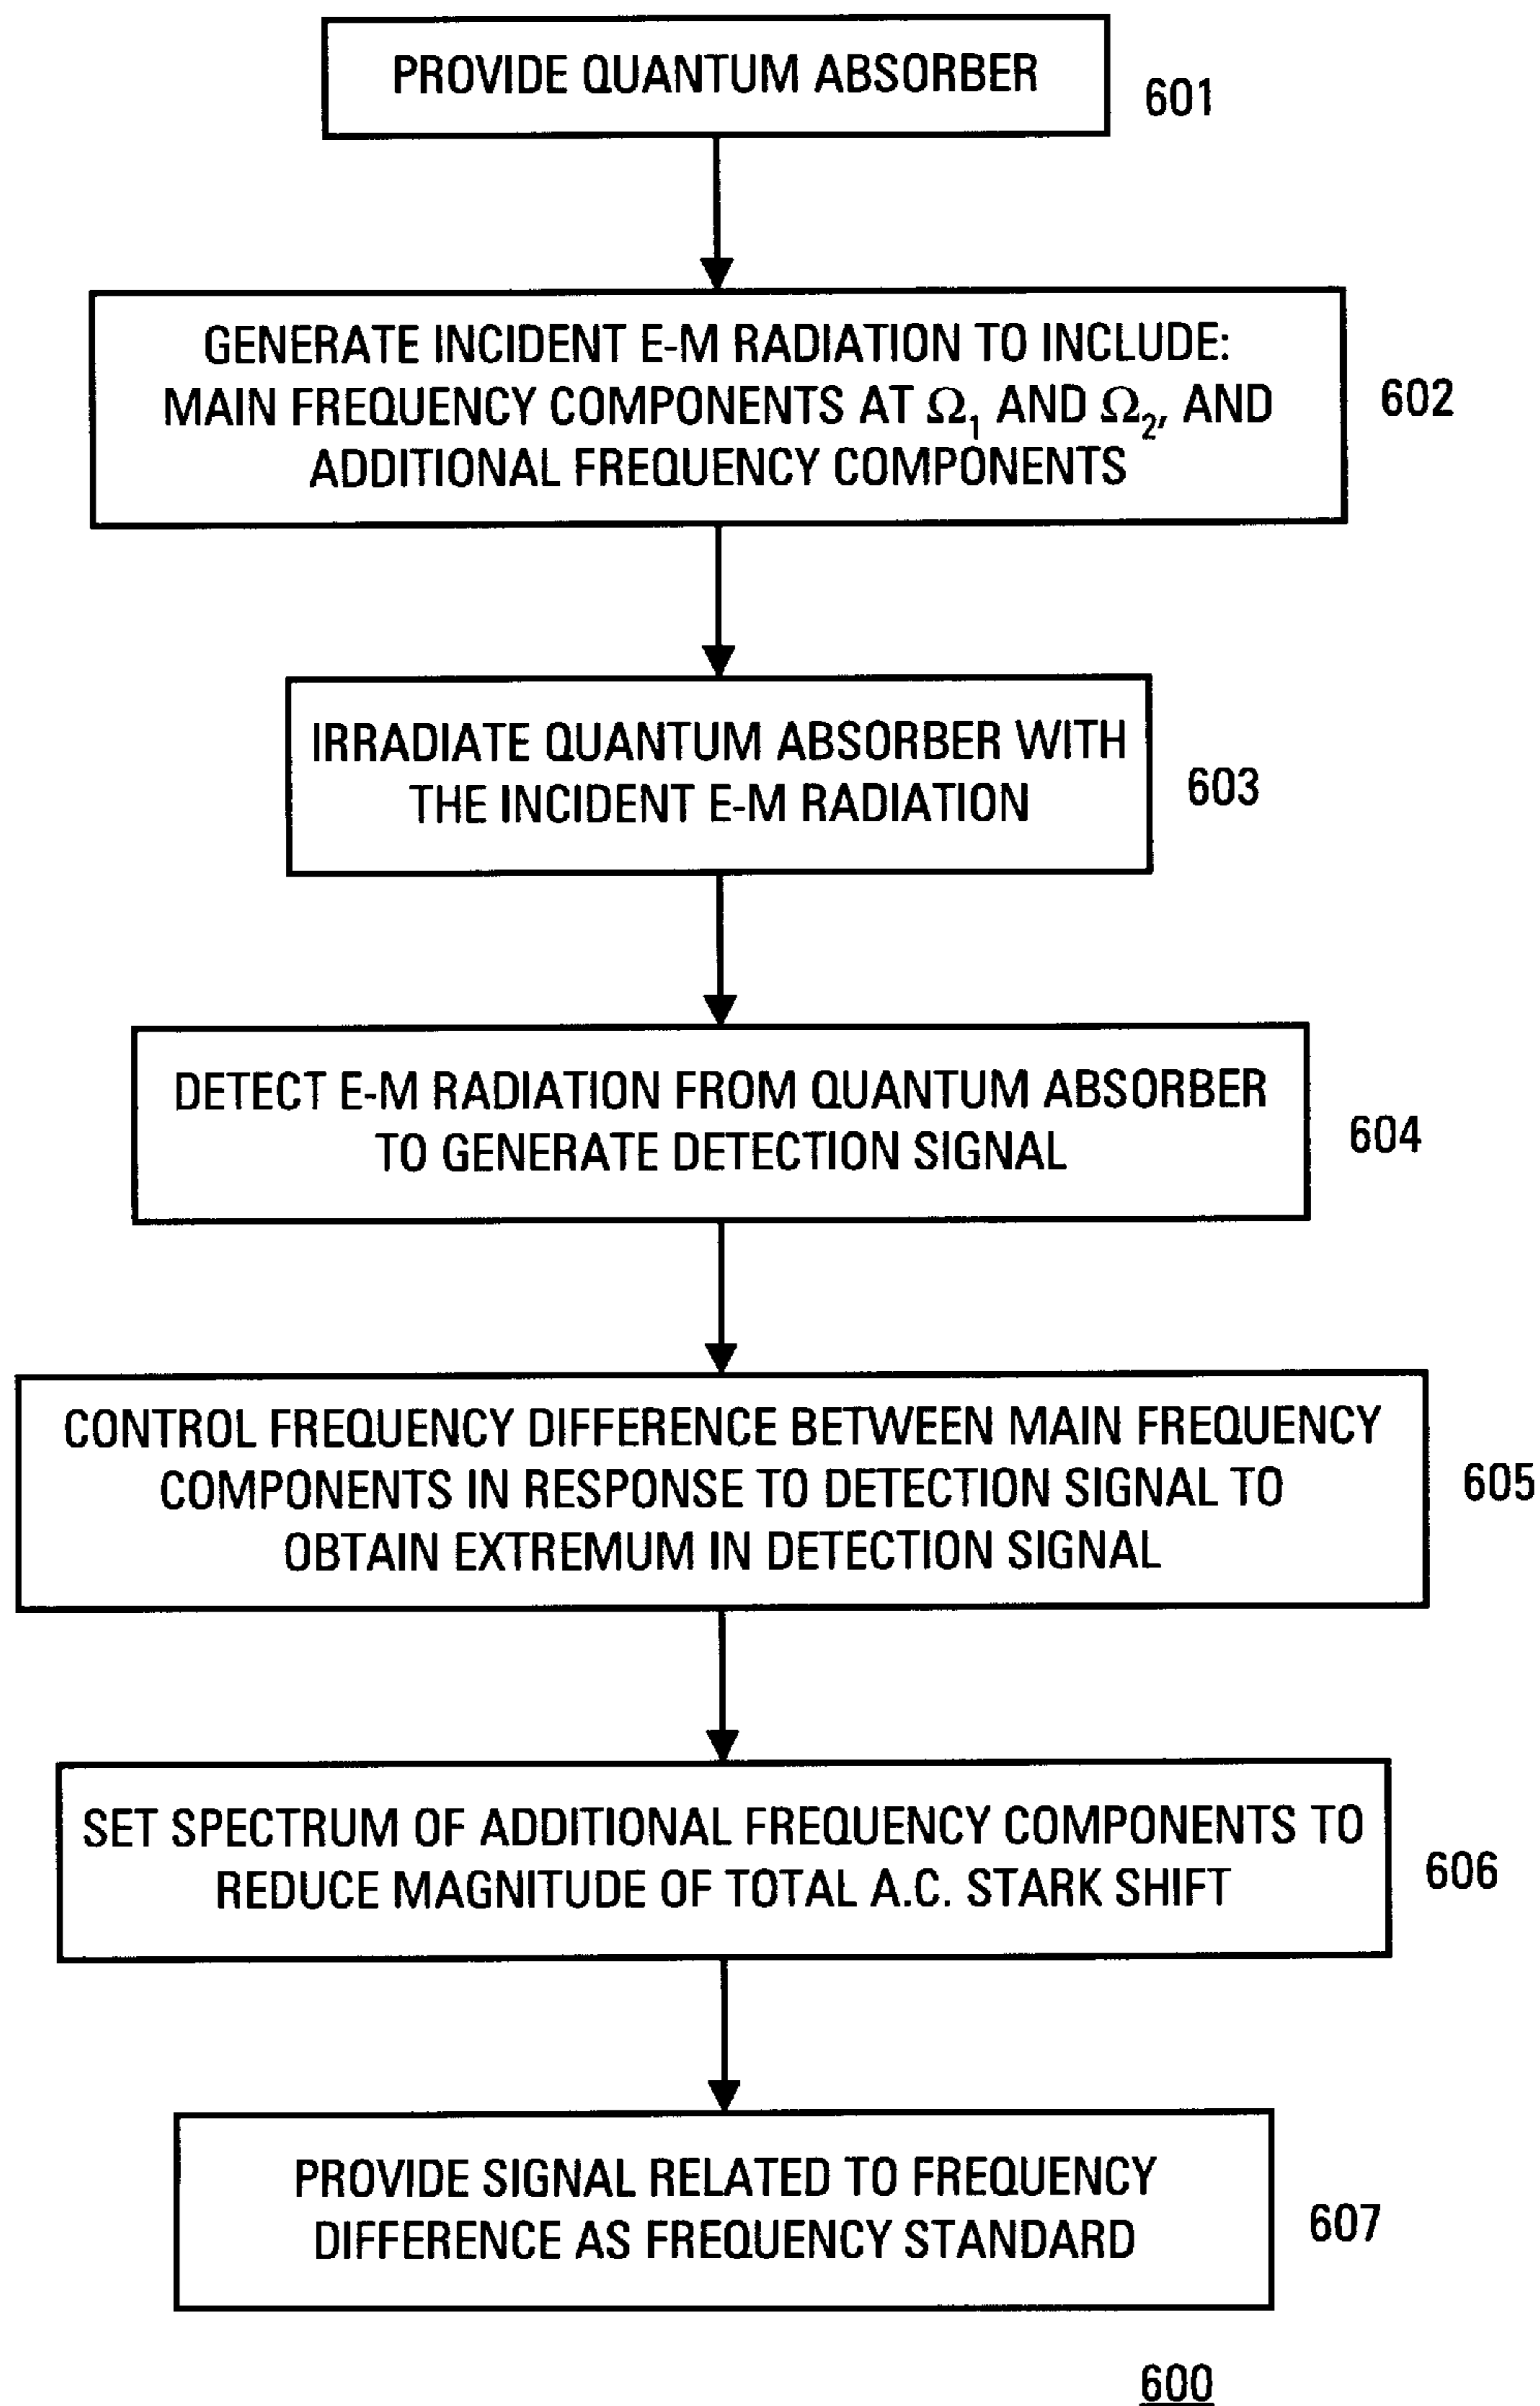 PROVIDE QUANTUM ABSORBER
601
GENERATE INCIDENT E-M RADIATION TO INCLUDE:
MAIN FREQUENCY COMPONENTS AT Ω₁ AND Ω₂, AND
ADDITIONAL FREQUENCY COMPONENTS
602
IRRADIATE QUANTUM ABSORBER WITH
THE INCIDENT E-M RADIATION
603
DETECT E-M RADIATION FROM QUANTUM ABSORBER
TO GENERATE DETECTION SIGNAL
604
CONTROL FREQUENCY DIFFERENCE BETWEEN MAIN FREQUENCY
COMPONENTS IN RESPONSE TO DETECTION SIGNAL TO
OBTAIN EXTREMUM IN DETECTION SIGNAL
605
SET SPECTRUM OF ADDITIONAL FREQUENCY COMPONENTS TO
REDUCE MAGNITUDE OF TOTAL A.C. STARK SHIFT
606
PROVIDE SIGNAL RELATED TO FREQUENCY
DIFFERENCE AS FREQUENCY STANDARD
607
600